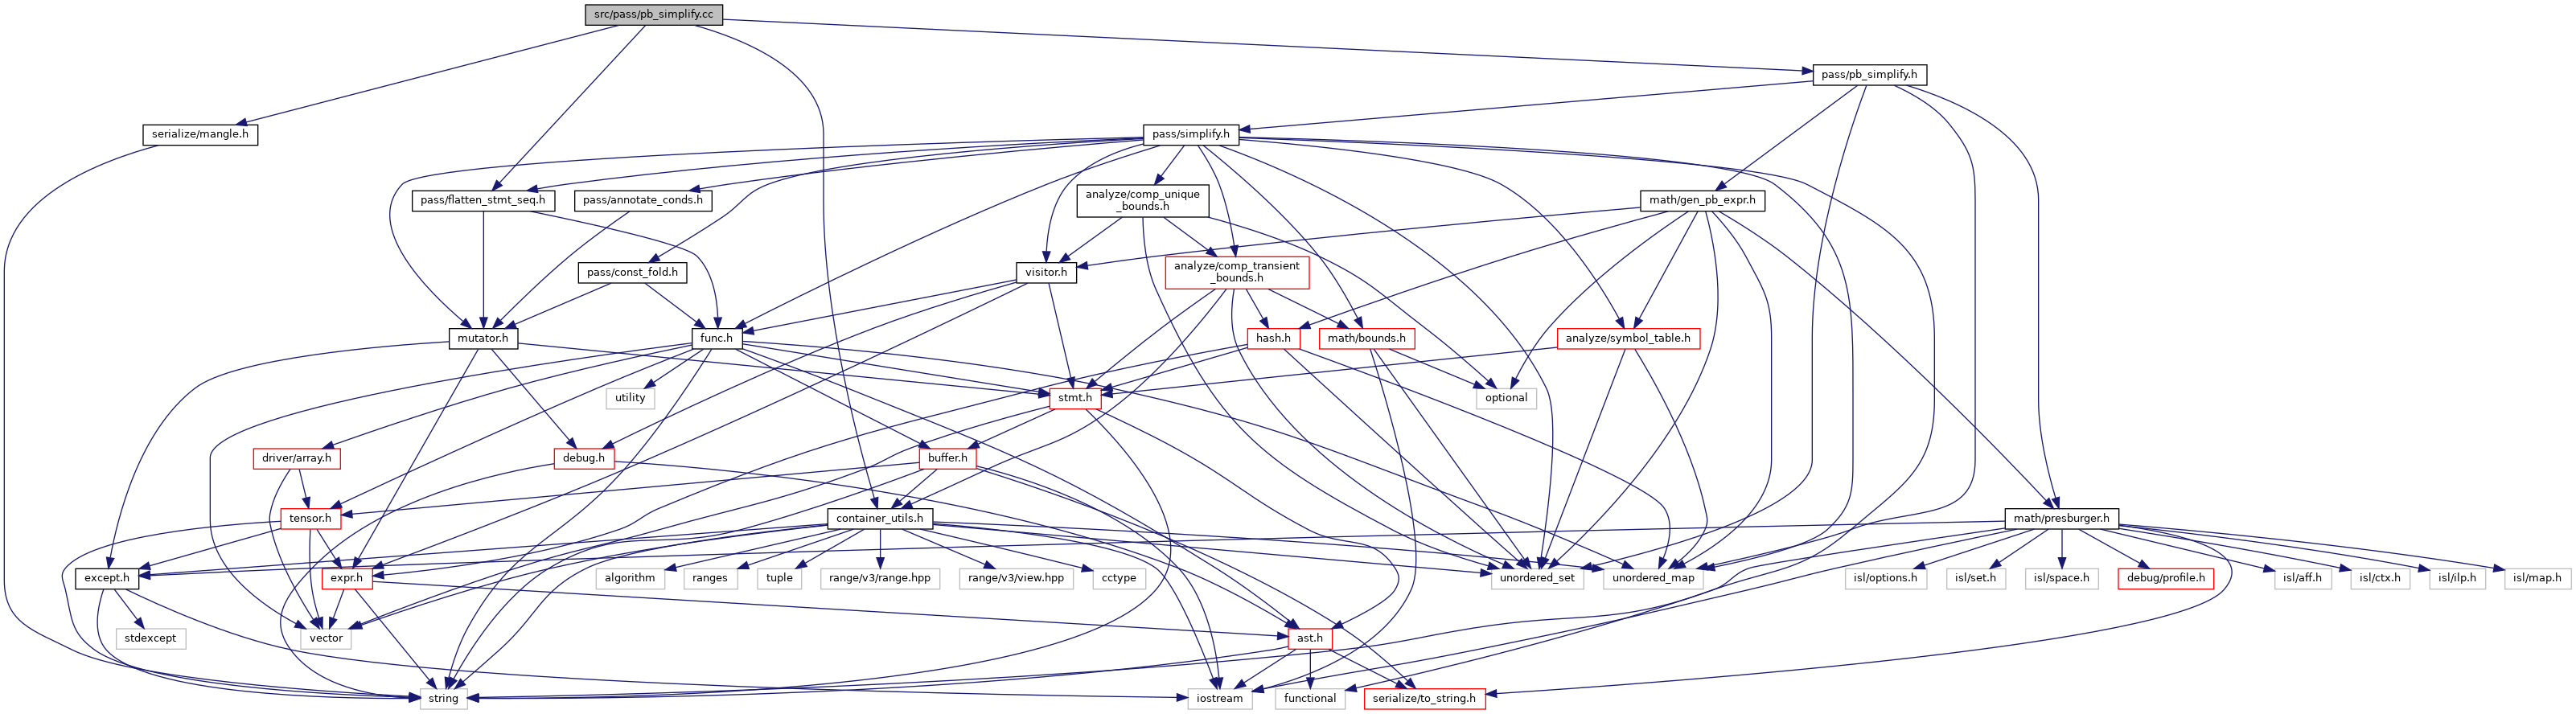 src/pass/pb_simplify.cc
pass/pb_simplify.h
serialize/mangle.h
pass/simplify.h
pass/flatten_stmt_seq.h
pass/annotate_conds.h
analyze/comp_unique
_bounds.h
math/gen_pb_expr.h
pass/const_fold.h
visitor.h
analyze/comp_transient
_bounds.h
mutator.h
func.h
hash.h
math/bounds.h
analyze/symbol_table.h
utility
stmt.h
optional
driver/array.h
debug.h
buffer.h
tensor.h
container_utils.h
math/presburger.h
except.h
expr.h
algorithm
ranges
tuple
range/v3/range.hpp
range/v3/view.hpp
cctype
unordered_set
unordered_map
isl/options.h
isl/set.h
isl/space.h
debug/profile.h
isl/aff.h
isl/ctx.h
isl/ilp.h
isl/map.h
stdexcept
vector
ast.h
string
iostream
functional
serialize/to_string.h